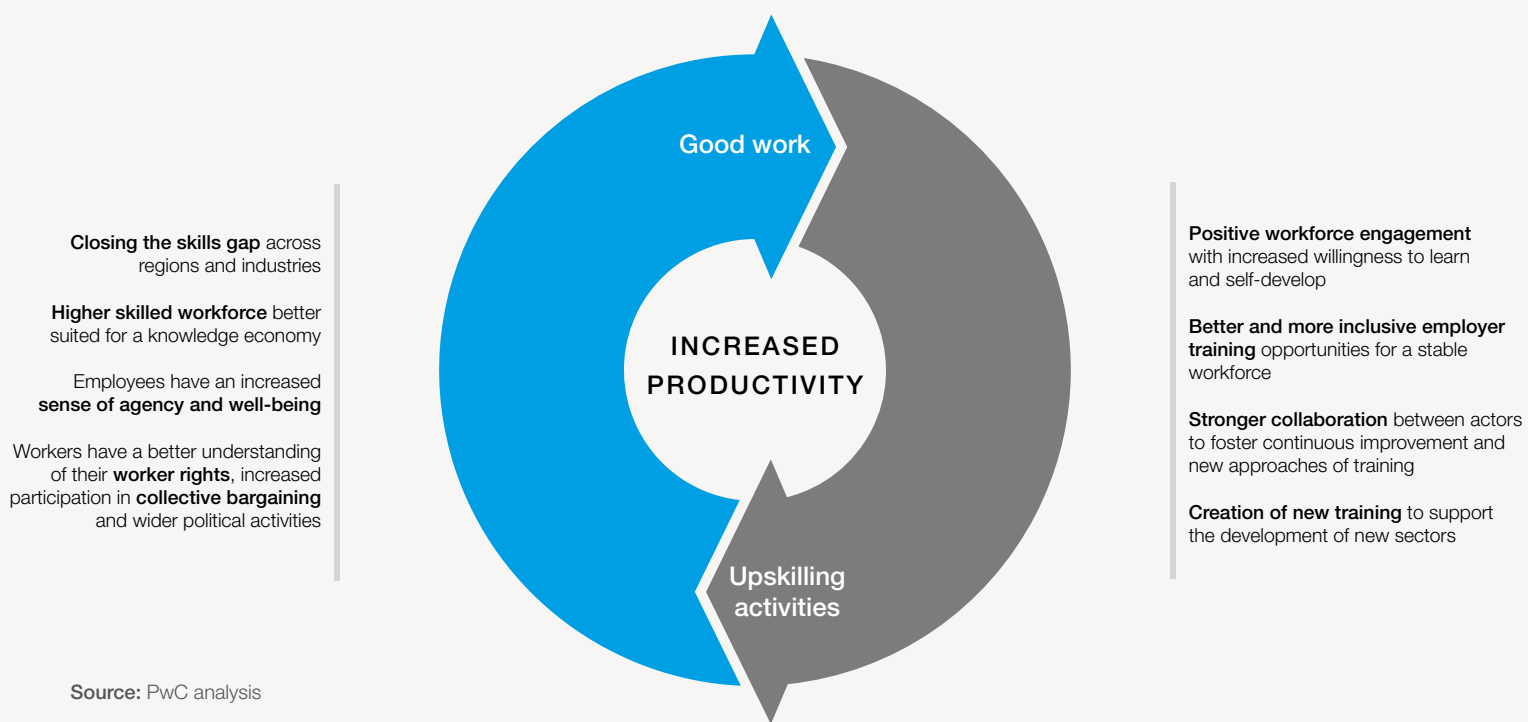 Good work
Closing the skills gap across
regions and industries
Higher skilled workforce better
suited for a knowledge economy
Employees have an increased
sense of agency and well-being
Workers have a better understanding
of their worker rights, increased
participation in collective bargaining
and wider political activities
INCREASED
PRODUCTIVITY
Positive workforce engagement
with increased willingness to learn
and self-develop
Better and more inclusive employer
training opportunities for a stable
workforce
Stronger collaboration between actors
to foster continuous improvement and
new approaches of training
Creation of new training to support
the development of new sectors
Upskilling
activities
Source: PwC analysis